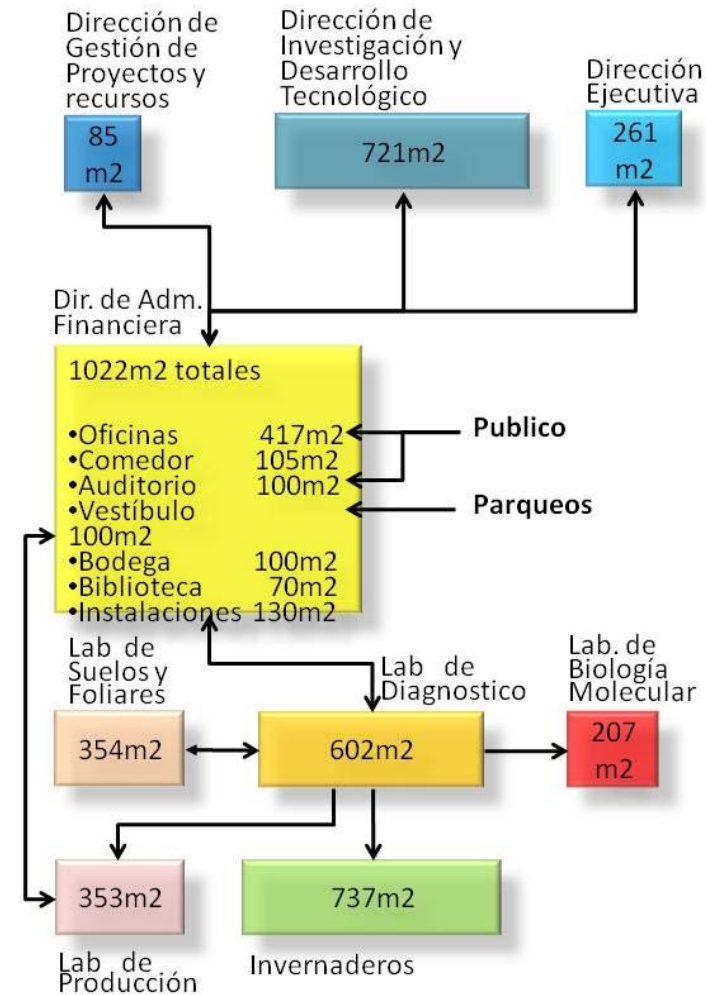 Dirección de
Gestión de
Proyectos y
recursos
85
m2
Dirección de
Investigación y
Desarrollo
Tecnológico
721m2
Dirección
Ejecutiva
261
m2
Dir. de Adm.
Financiera
1022m2 totales
•Oficinas 417m2
•Comedor 105m2
•Auditorio 100m2
•Vestíbulo
100m2
•Bodega 100m2
•Biblioteca 70m2
•Instalaciones 130m2
Publico
Parqueos
Lab de
Suelos y
Foliares
354m2
Lab de
Diagnostico
602m2
Lab. de
Biología
Molecular
207
m2
353m2
Lab de
Producción
737m2
Invernaderos